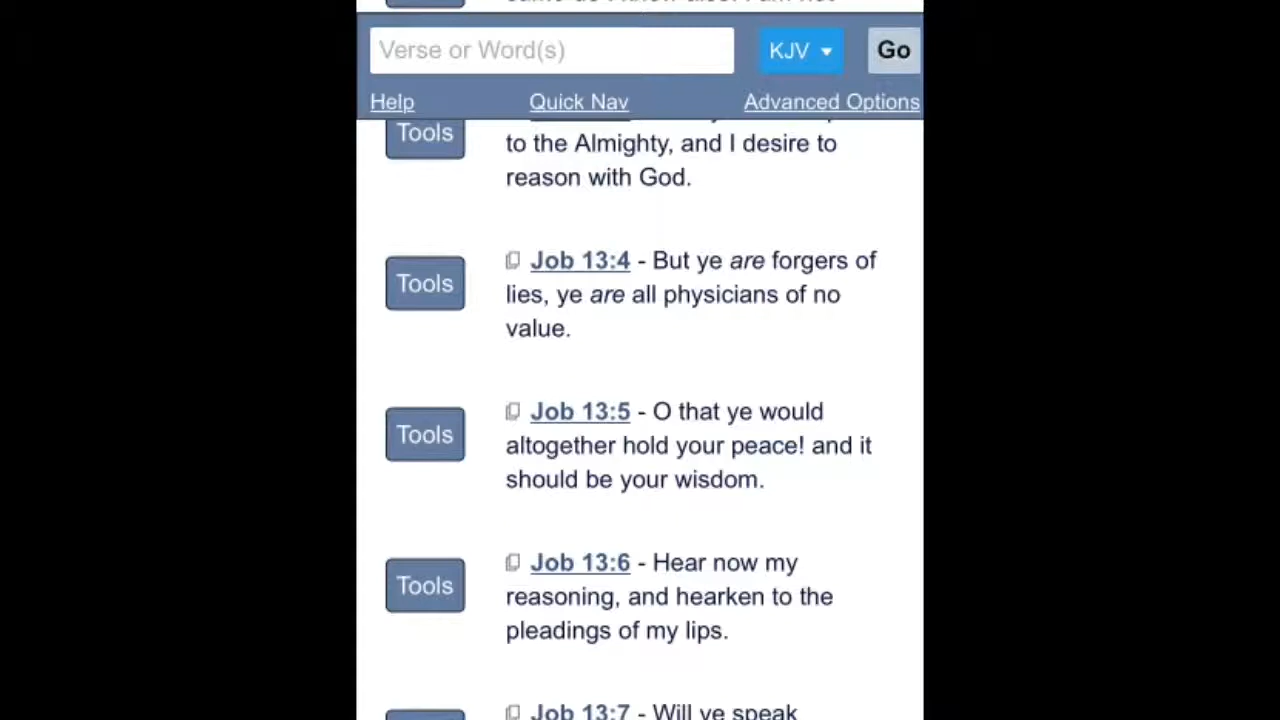 Verse or Word(s)
KJV
Go
Help
Quick Nav
Advanced Options
Tools
to the Almighty, and I desire to
reason with God.
Tools
Job 13:4 - But ye are forgers of
lies, ye are all physicians of no
value.
Tools
Job 13:5 - O that ye would
altogether hold your peace! and it
should be your wisdom.
Tools
Job 13:6 - Hear now my
reasoning, and hearken to the
pleadings of my lips.
Job 13:7 - Will ye speak